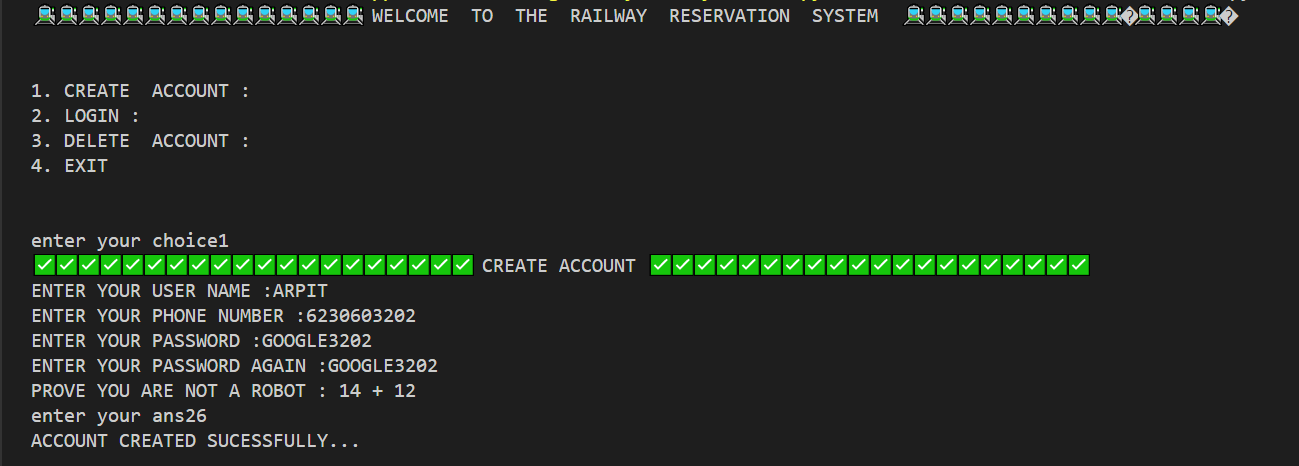 WELCOME TO THE RAILWAY RESERVATION SYSTEM
1. CREATE ACCOUNT :
2. LOGIN :
3. DELETE ACCOUNT :
4. EXIT
enter your choice1
CREATE ACCOUNT
ENTER YOUR USER NAME :ARPIT
ENTER YOUR PHONE NUMBER :6230603202
ENTER YOUR PASSWORD :GOOGLE3202
ENTER YOUR PASSWORD AGAIN :GOOGLE3202
PROVE YOU ARE NOT A ROBOT : 14 + 12
enter your ans26
ACCOUNT CREATED SUCESSFULLY...